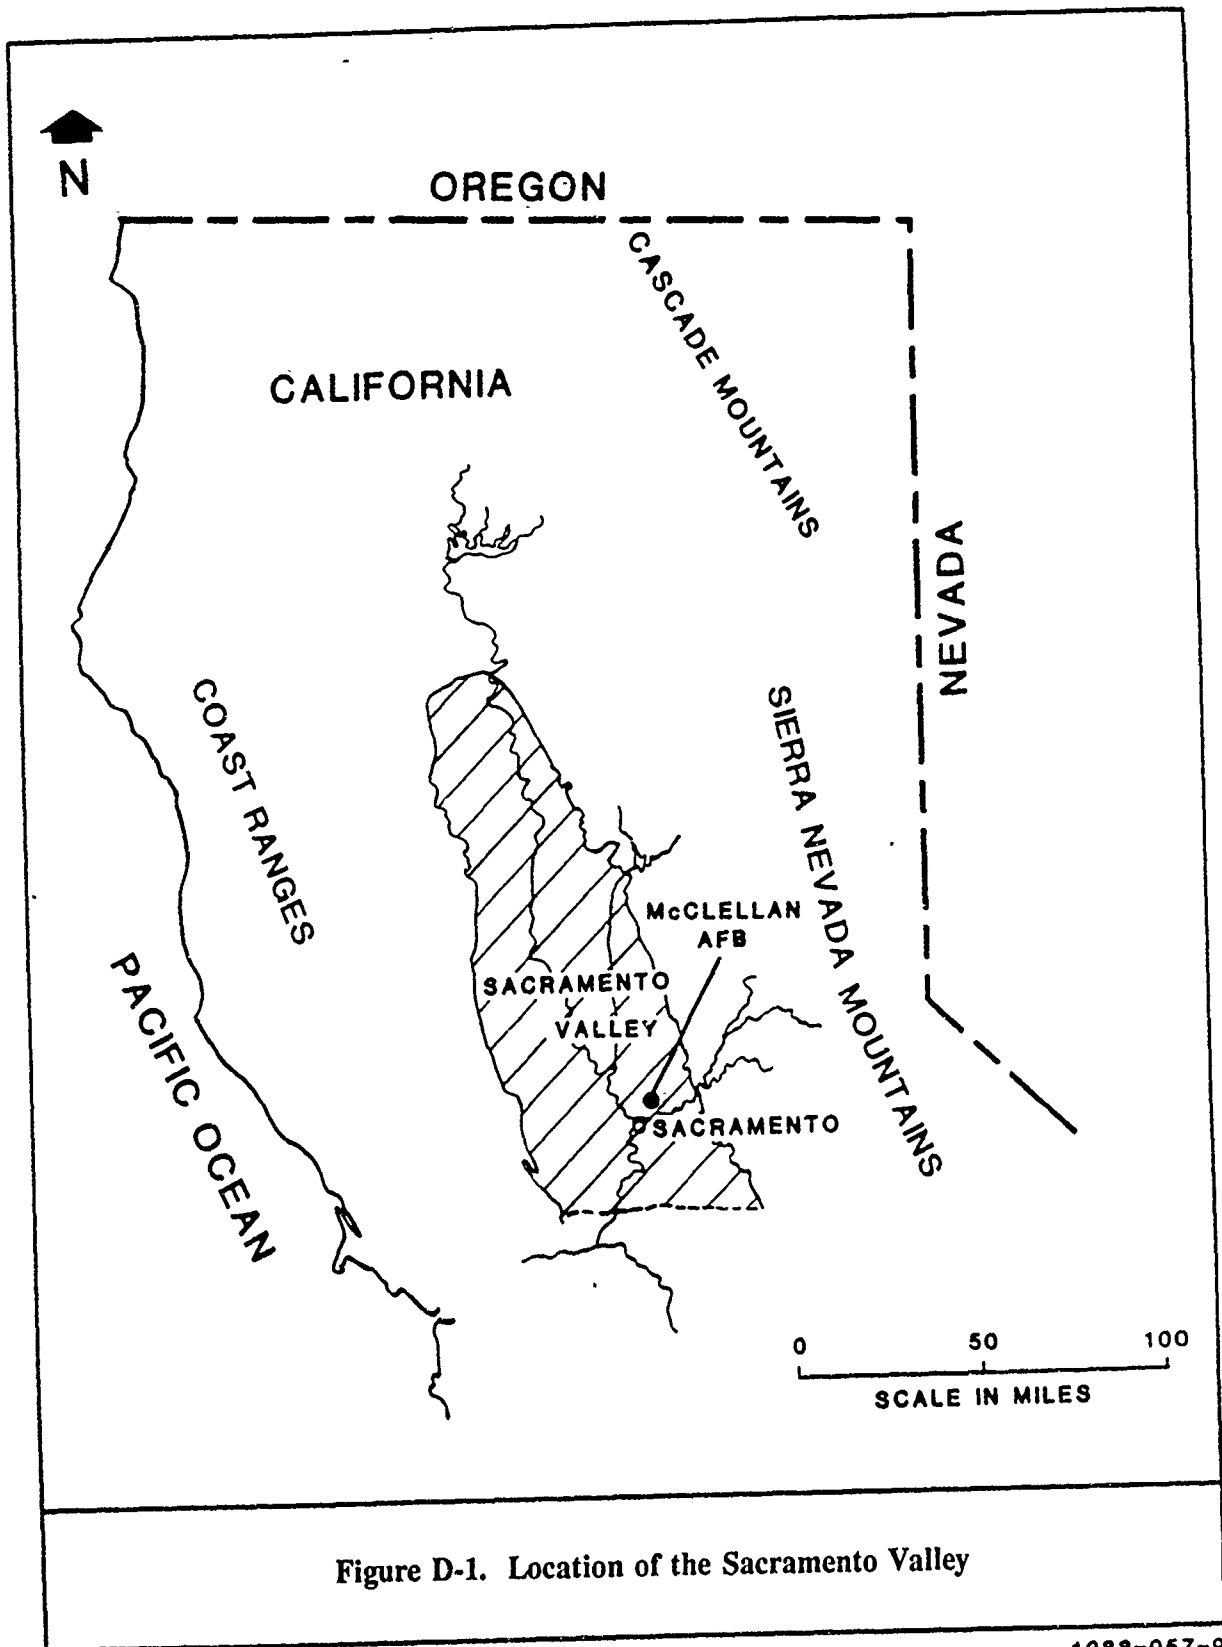 N
OREGON
CASCADE MOUNTAINS
CALIFORNIA
NEVADA
COAST RANGES
SIERRA NEVADA MOUNTAINS
McCLELLAN
AFB
PACIFIC OCEAN
SACRAMENTO
VALLEY
SACRAMENTO
0 50 100
SCALE IN MILES
Figure D-1. Location of the Sacramento Valley